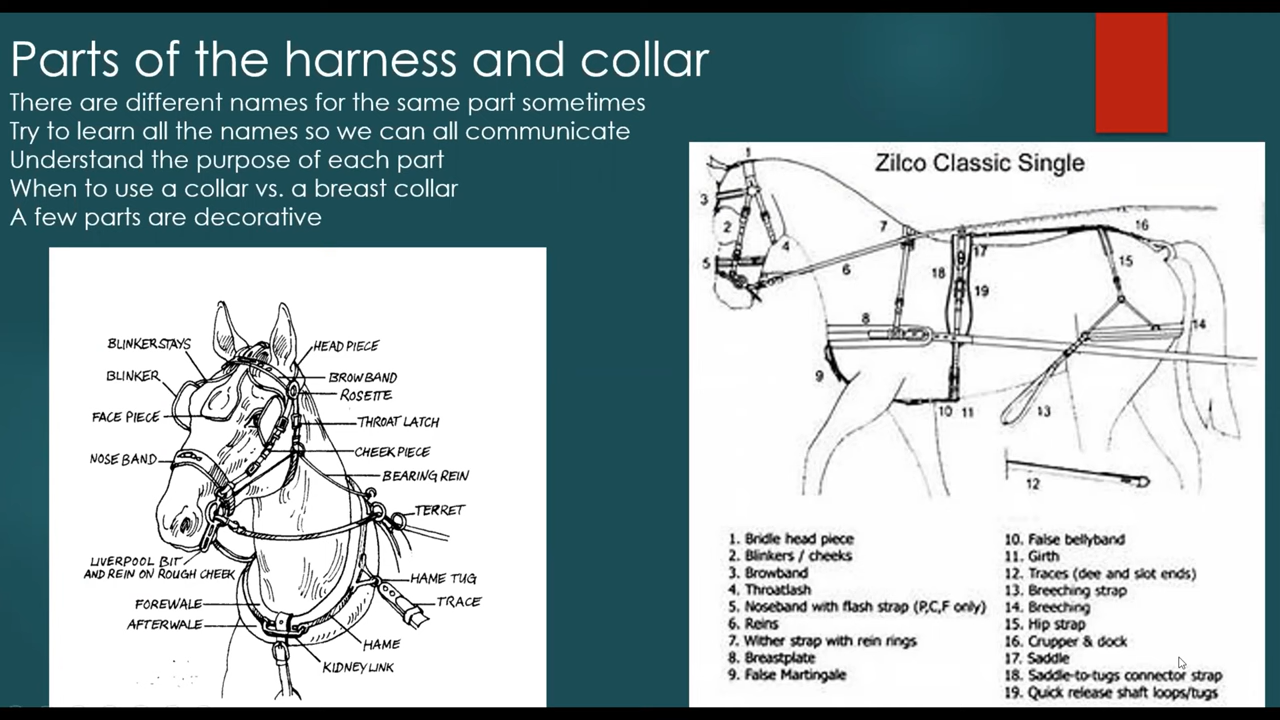 Parts of the harness and collar
There are different names for the same part sometimes
Try to learn all the names so we can all communicate
Understand the purpose of each part
When to use a collar vs. a breast collar
A few parts are decorative
BLINKER STAYS
BLINKER
FACE PIECE
NOSE BAND
LIVERPOOL BIT
AND REIN ON ROUGH CHEEK
FOREWALE
AFTERWALE
HEAD PIECE
BROWBAND
ROSETTE
THROAT LATCH
CHEEK PIECE
BEARING REIN
TERRET
HAME TUG
TRACE
HAME
KIDNEY LINK
Zilco Classic Single
1
2
3
4
5
6
7
8
9
10
11
12
13
14
15
16
17
18
19
1. Bridle head piece
2. Blinkers / cheeks
3. Browband
4. Throatlash
5. Noseband with flash strap (P,C,F only)
6. Reins
7. Wither strap with rein rings
8. Breastplate
9. False Martingale
10. False bellyband
11. Girth
12. Traces (dee and slot ends)
13. Breeching strap
14. Breeching
15. Hip strap
16. Crupper & dock
17. Saddle
18. Saddle-to-tugs connector strap
19. Quick release shaft loops/tugs